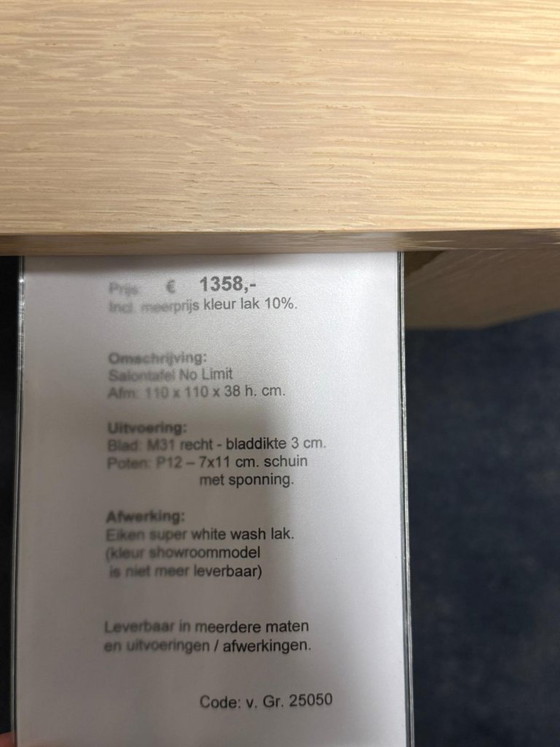 Prijs: € 1358,-
Incl. meerprijs kleur lak 10%.
Omschrijving:
Salontafel No Limit
Afm: 110 x 110 x 38 h. cm.
Uitvoering:
Blad: M31 recht - bladdikte 3 cm.
Poten: P12 – 7x11 cm. schuin
met sponning.
Afwerking:
Eiken super white wash lak.
(kleur showroommodel
is niet meer leverbaar)
Leverbaar in meerdere maten
en uitvoeringen / afwerkingen.
Code: v. Gr. 25050